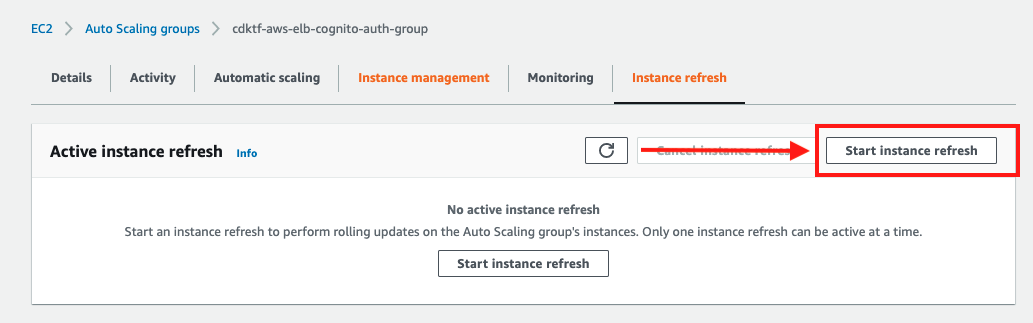 EC2 > Auto Scaling groups > cdktf-aws-elb-cognito-auth-group
Details Activity Automatic scaling Instance management Monitoring Instance refresh
Active instance refresh Info Cancel instance refresh Start instance refresh
No active instance refresh
Start an instance refresh to perform rolling updates on the Auto Scaling group's instances. Only one instance refresh can be active at a time.
Start instance refresh